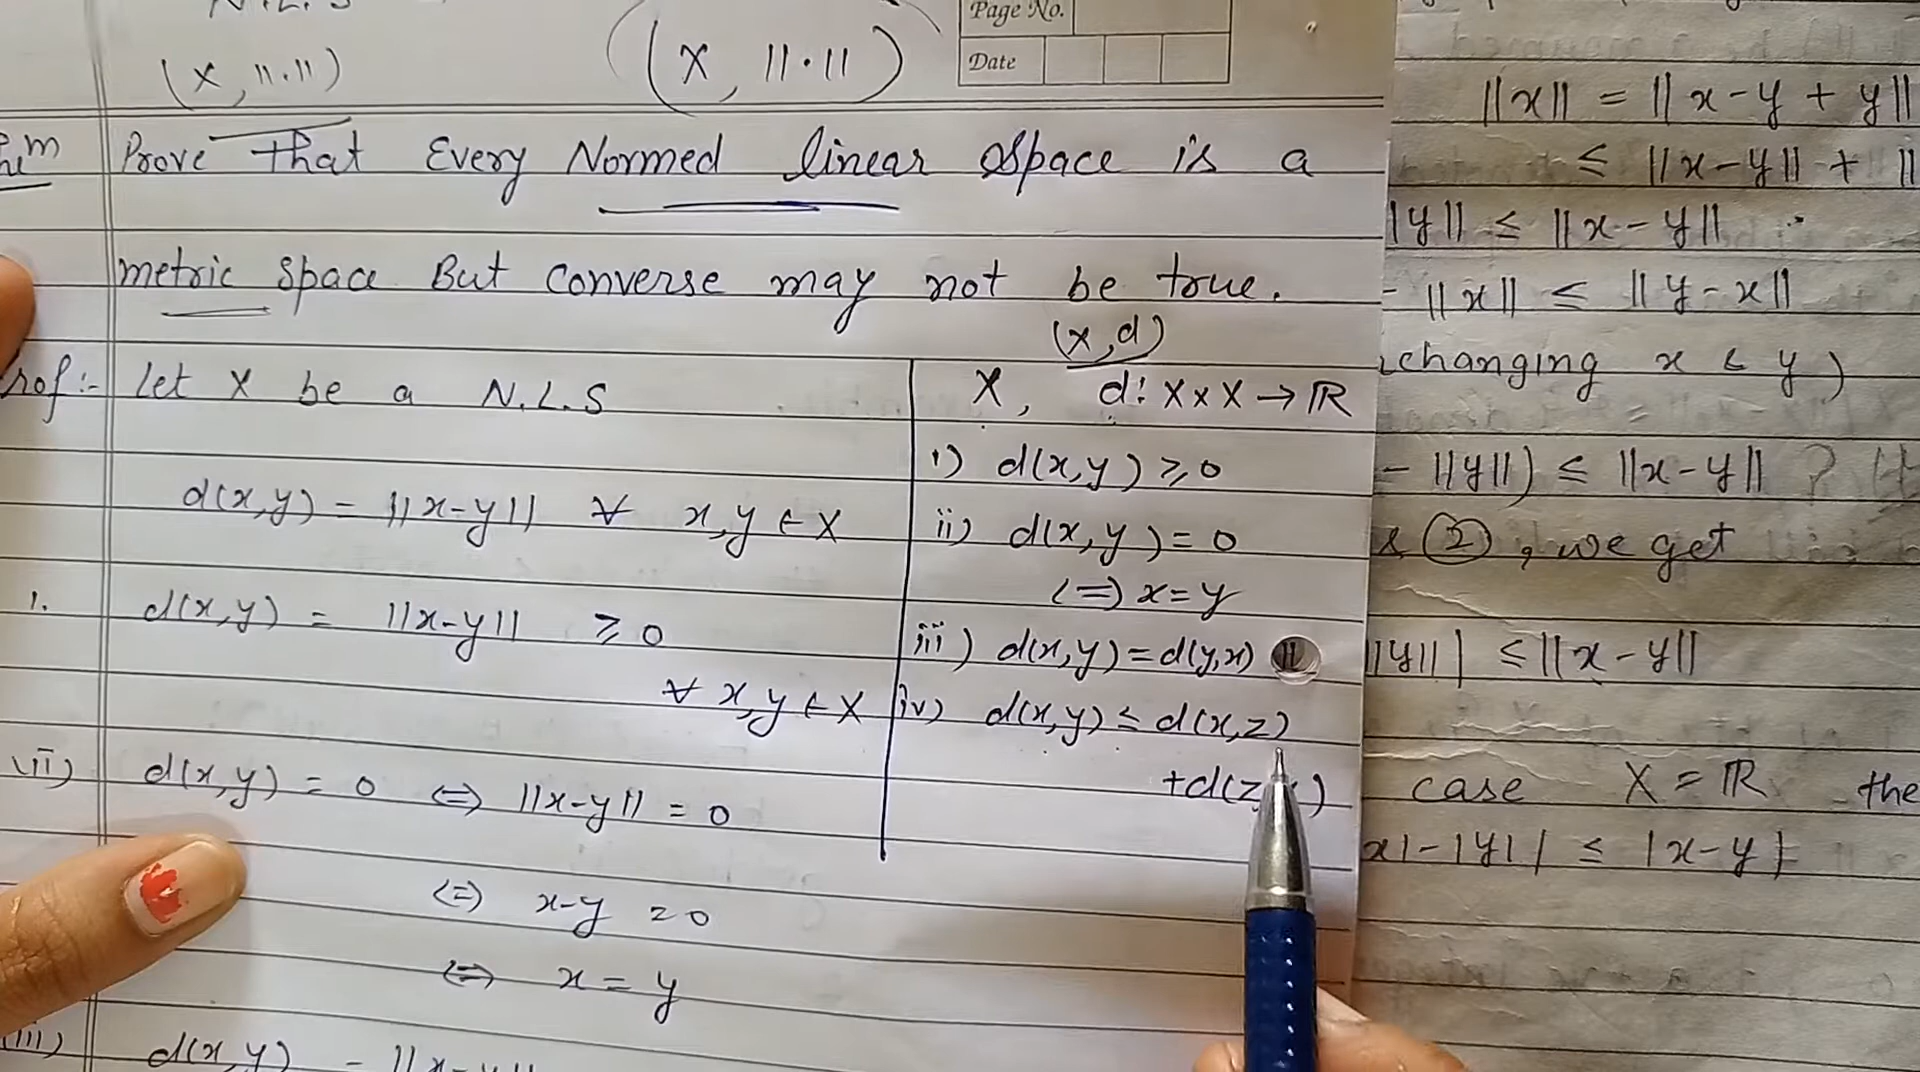 N.L.S
(X, ||.||)
(X, ||.||)
Page No.
Date
Prove that Every Normed linear space is a
metric space But converse may not be true.
(X, d)
let X be a N.L.S
d(x,y) = ||x-y|| ∀ x,y ∈ X
1. d(x,y) = ||x-y|| ≥ 0
∀ x,y ∈ X
(ii) d(x,y) = 0 ⇔ ||x-y|| = 0
⇔ x-y = 0
⇔ x = y
(iii) d(x,y) = ||x-y||
X, d: X×X → ℝ
i) d(x,y) ≥ 0
ii) d(x,y) = 0
⇔ x = y
iii) d(x,y) = d(y,x)
iv) d(x,y) ≤ d(x,z)
+d(z,
||x|| = ||x-y + y||
≤ ||x-y|| + ||
|y|| ≤ ||x-y||
- ||x|| ≤ ||y-x||
changing x & y)
- ||y||) ≤ ||x-y||
& ②, we get
||y||| ≤ ||x-y||
case X = ℝ the
x|-|y|| ≤ |x-y|